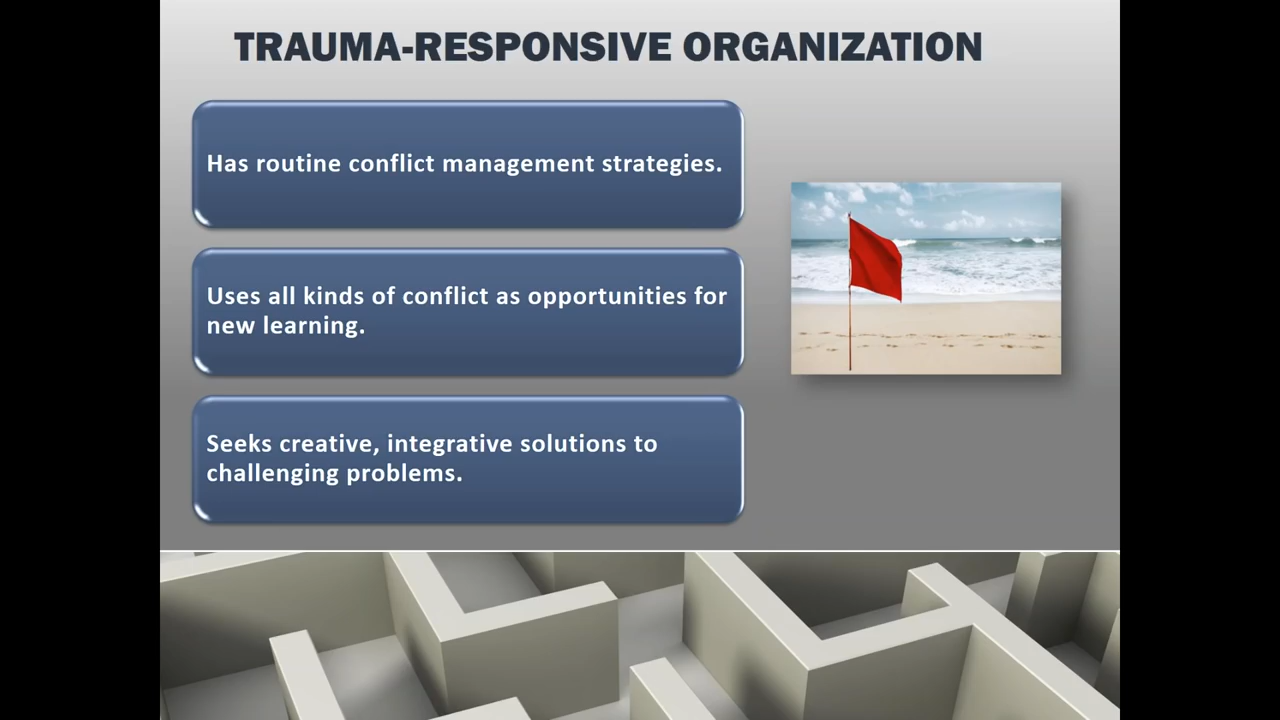 TRAUMA-RESPONSIVE ORGANIZATION
Has routine conflict management strategies.
Uses all kinds of conflict as opportunities for
new learning.
Seeks creative, integrative solutions to
challenging problems.